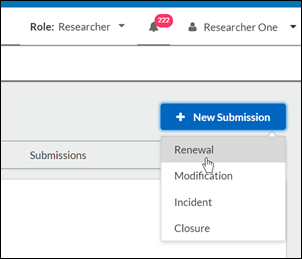 Role: Researcher 222 Researcher One
+ New Submission
Submissions
Renewal
Modification
Incident
Closure